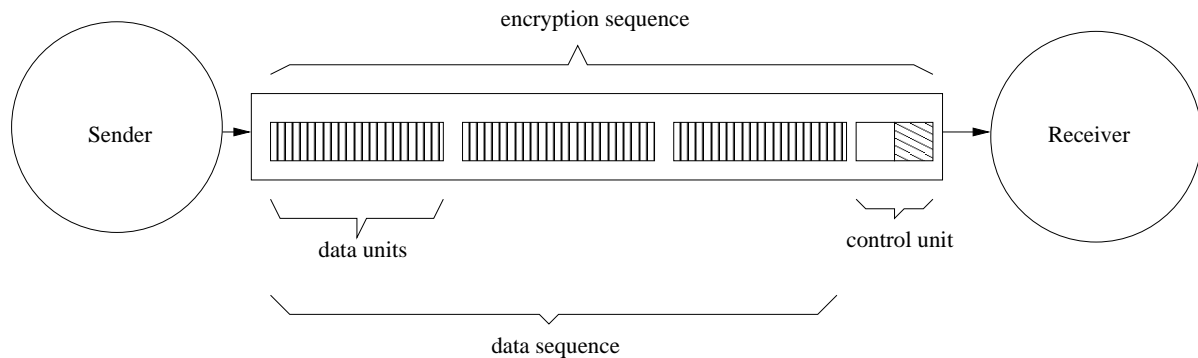 encryption sequence
Sender
Receiver
data units
control unit
data sequence